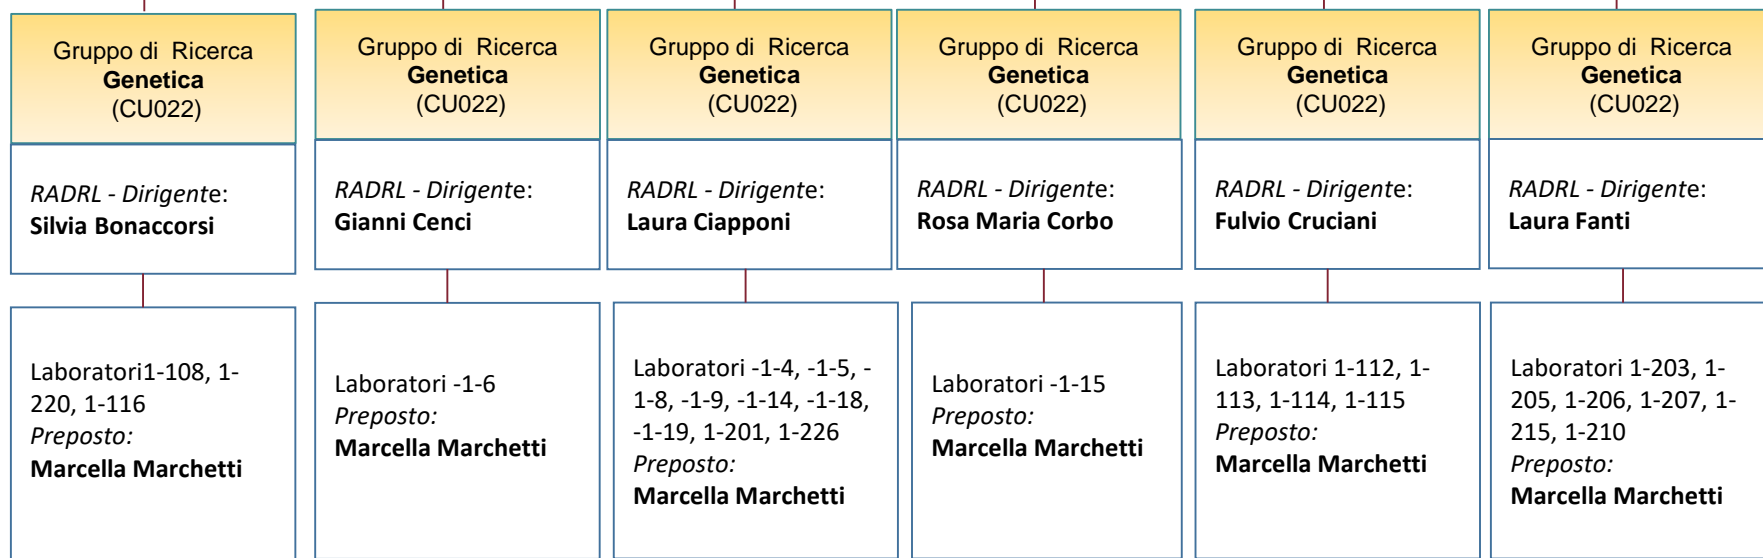 Gruppo di Ricerca
Genetica
(CU022)
RADRL - Dirigente:
Silvia Bonaccorsi
Laboratori1-108, 1-
220, 1-116
Preposto:
Marcella Marchetti
Gruppo di Ricerca
Genetica
(CU022)
RADRL - Dirigente:
Gianni Cenci
Laboratori -1-6
Preposto:
Marcella Marchetti
Gruppo di Ricerca
Genetica
(CU022)
RADRL - Dirigente:
Laura Ciapponi
Laboratori -1-4, -1-5, -
1-8, -1-9, -1-14, -1-18,
-1-19, 1-201, 1-226
Preposto:
Marcella Marchetti
Gruppo di Ricerca
Genetica
(CU022)
RADRL - Dirigente:
Rosa Maria Corbo
Laboratori -1-15
Preposto:
Marcella Marchetti
Gruppo di Ricerca
Genetica
(CU022)
RADRL - Dirigente:
Fulvio Cruciani
Laboratori 1-112, 1-
113, 1-114, 1-115
Preposto:
Marcella Marchetti
Gruppo di Ricerca
Genetica
(CU022)
RADRL - Dirigente:
Laura Fanti
Laboratori 1-203, 1-
205, 1-206, 1-207, 1-
215, 1-210
Preposto:
Marcella Marchetti